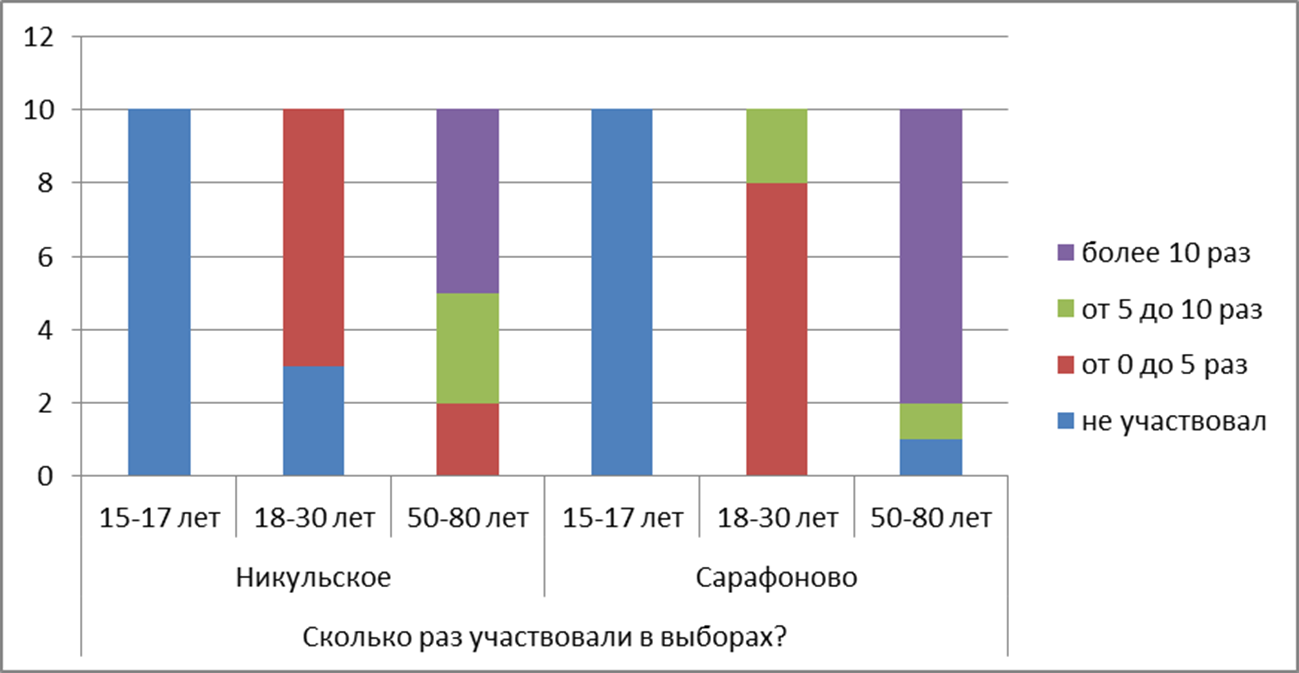 12
10
8
6
4
2
0
15-17 лет 18-30 лет 50-80 лет 15-17 лет 18-30 лет 50-80 лет
Никульское Сарафоново
Сколько раз участвовали в выборах?
более 10 раз
от 5 до 10 раз
от 0 до 5 раз
не участвовал